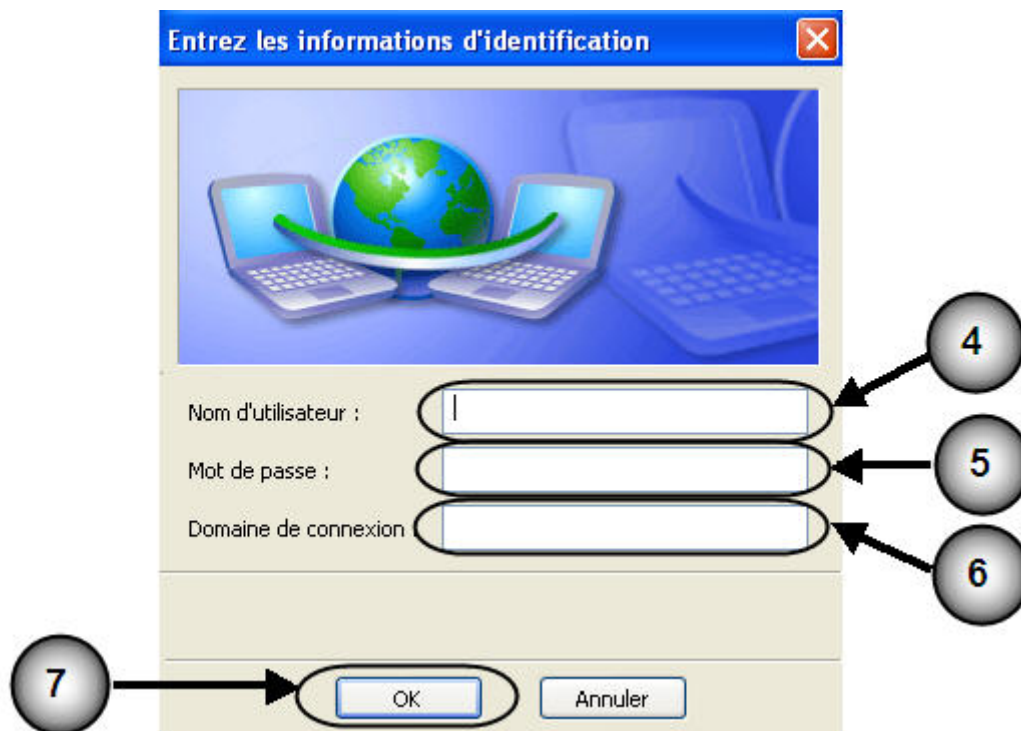 Entrez les informations d'identification
4
Nom d'utilisateur :
5
Mot de passe :
Domaine de connexion :
6
7
OK
Annuler